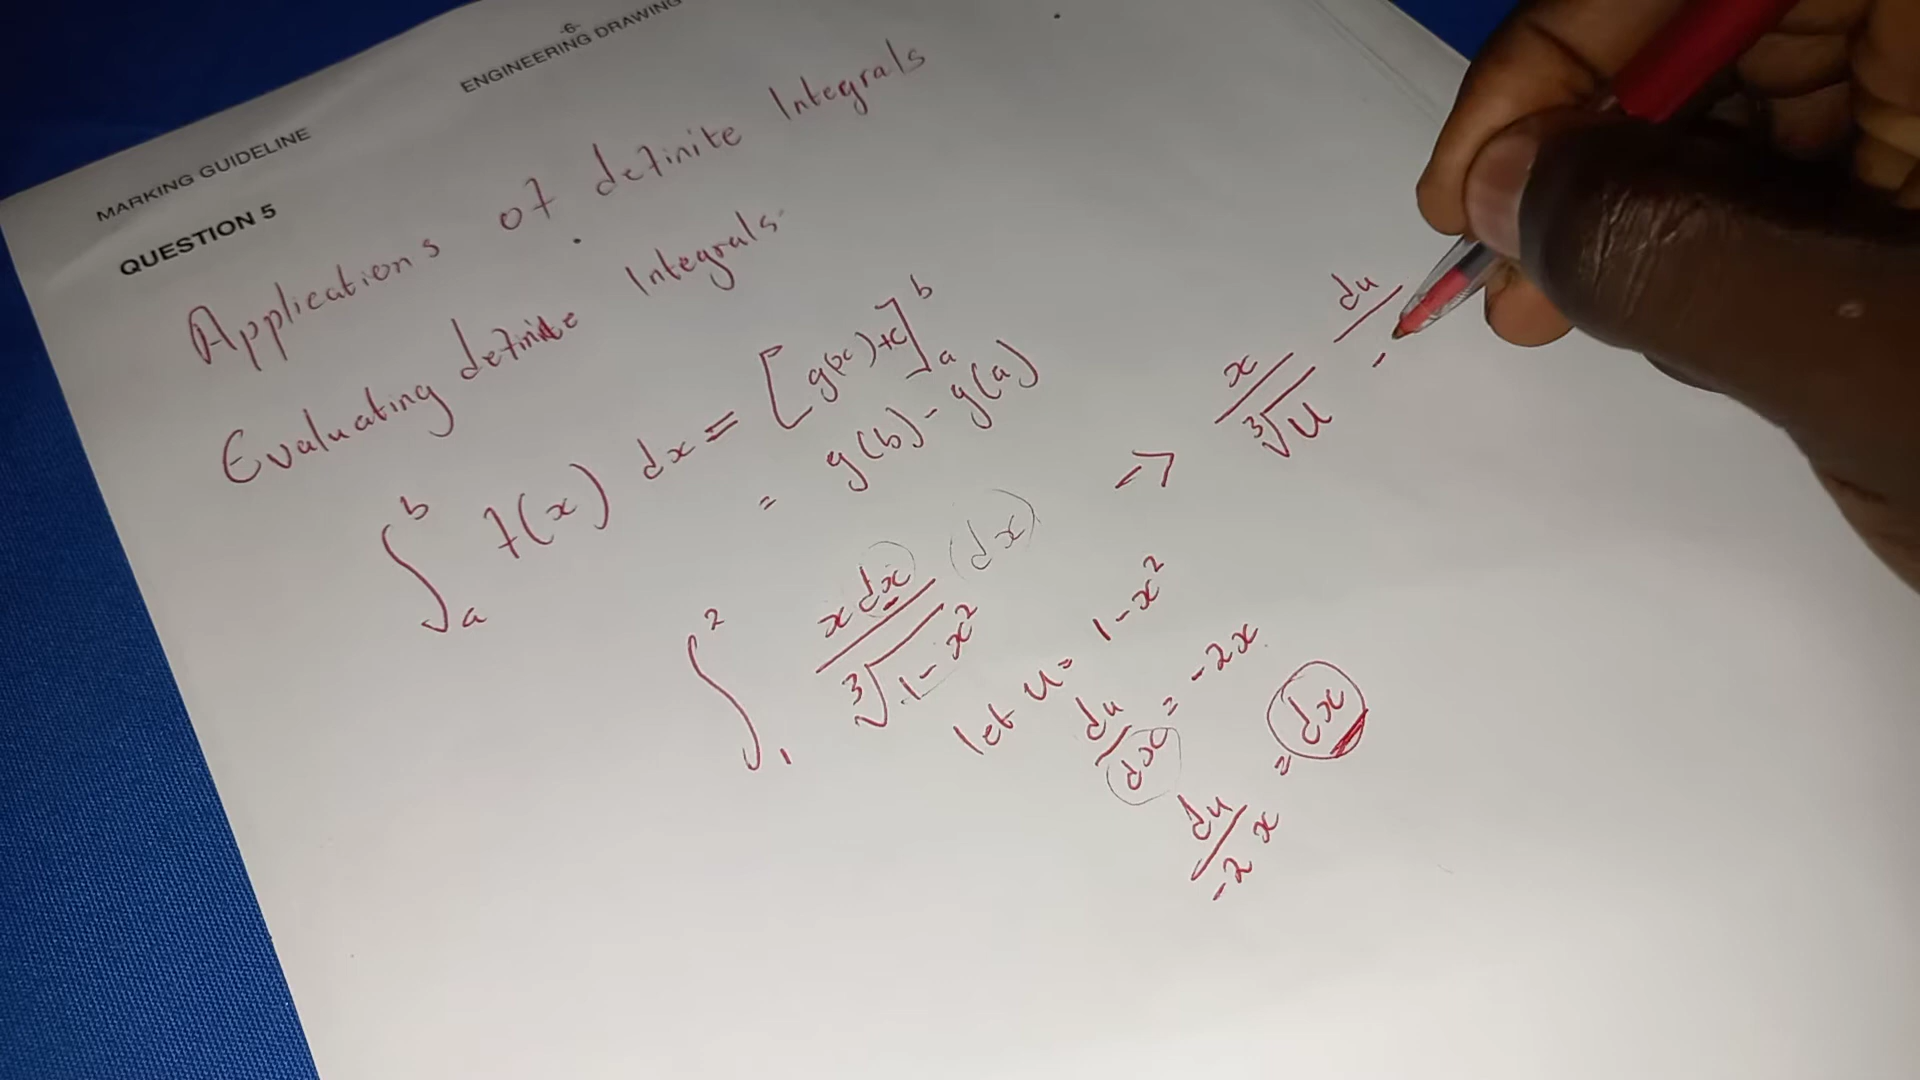 -6-
ENGINEERING DRAWING
MARKING GUIDELINE
QUESTION 5
Applications of definite Integrals
Evaluating definite Integrals
∫ₐᵇ f(x) dx = [g(x)+c]ₐᵇ
= g(b) - g(a)
∫₁² x dx / ∛(1-x²) (dx)
let u = 1-x²
du/dx = -2x
du/-2x = dx
-> x/∛u du/-